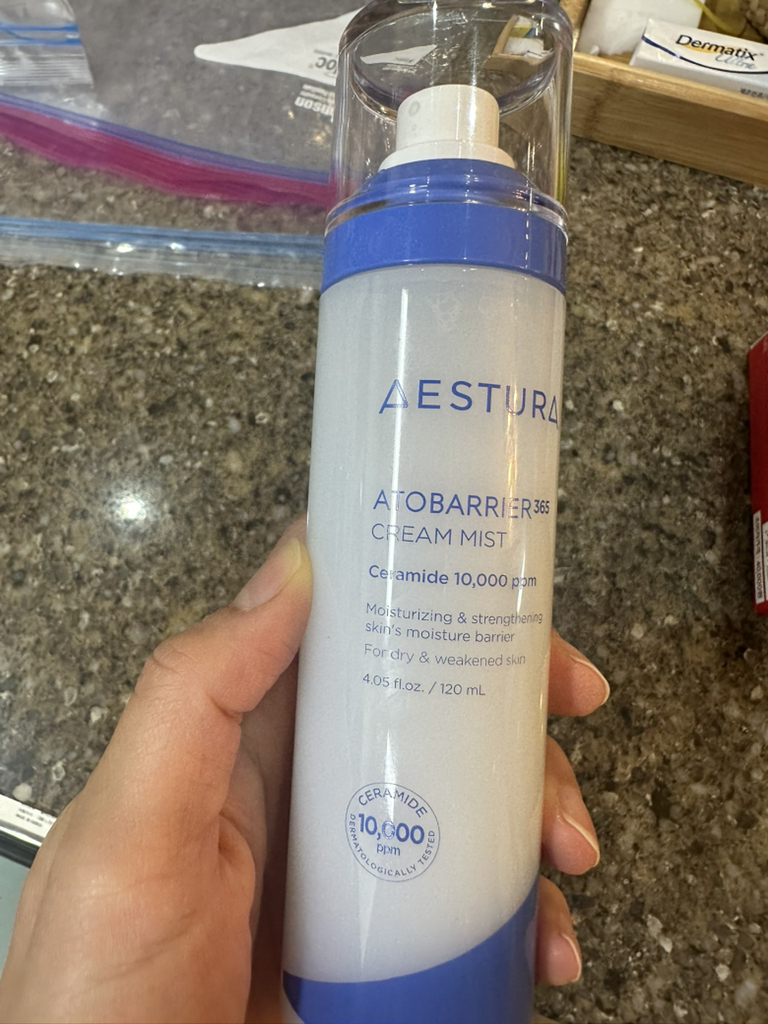 Dermatix
Ultra
AESTURA
ATOBARRIER365
CREAM MIST
Ceramide 10,000 ppm
Moisturizing & strengthening
skin's moisture barrier
For dry & weakened skin
4.05 fl.oz. / 120 mL
CERAMIDE
10,000
ppm
DERMATOLOGICALLY TESTED